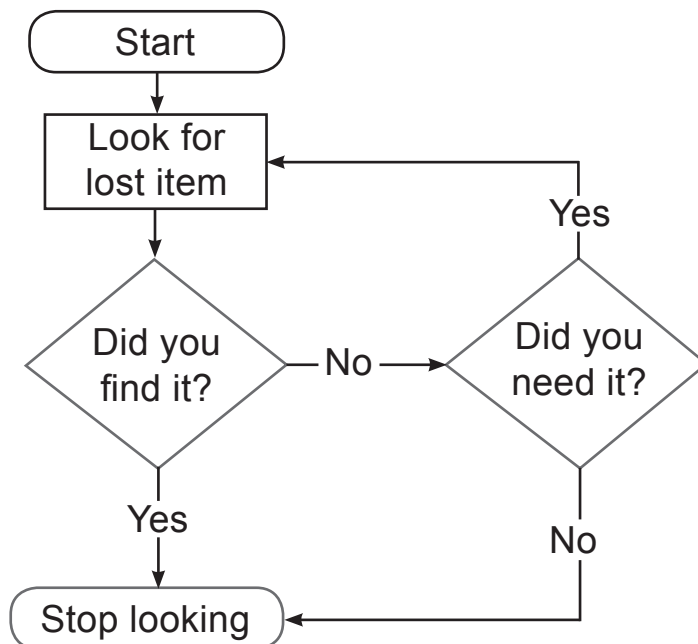 Start
Look for
lost item
Yes
Did you
find it?
No
Did you
need it?
Yes
No
Stop looking